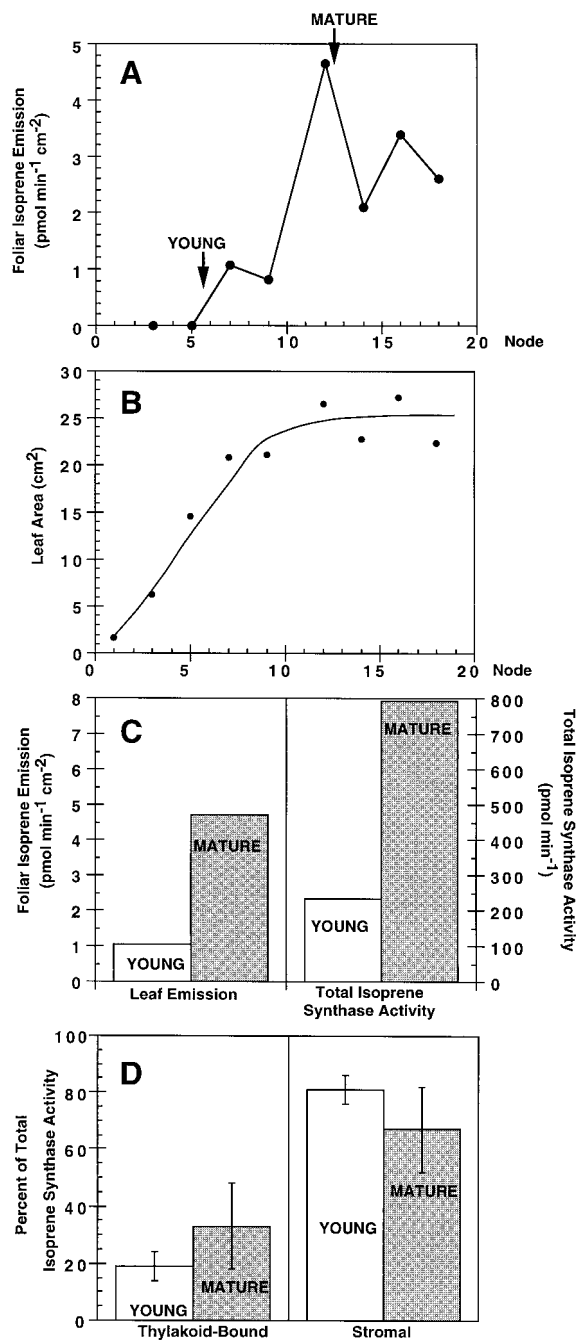 MATURE
A
Foliar Isoprene Emission
(pmol min-1 cm-2)
5
4
3
2
1
0
YOUNG
0 5 10 15 20 Node
B
Leaf Area (cm2)
30
25
20
15
10
5
0
0 5 10 15 20 Node
C
Foliar Isoprene Emission
(pmol min-1 cm-2)
8
7
6
5
4
3
2
1
0
YOUNG
MATURE
YOUNG
MATURE
800
700
600
500
400
300
200
100
0
Total Isoprene Synthase Activity
(pmol min-1)
Leaf Emission
Total Isoprene
Synthase Activity
D
Percent of Total
Isoprene Synthase Activity
100
80
60
40
20
0
YOUNG
MATURE
YOUNG
MATURE
Thylakoid-Bound
Stromal